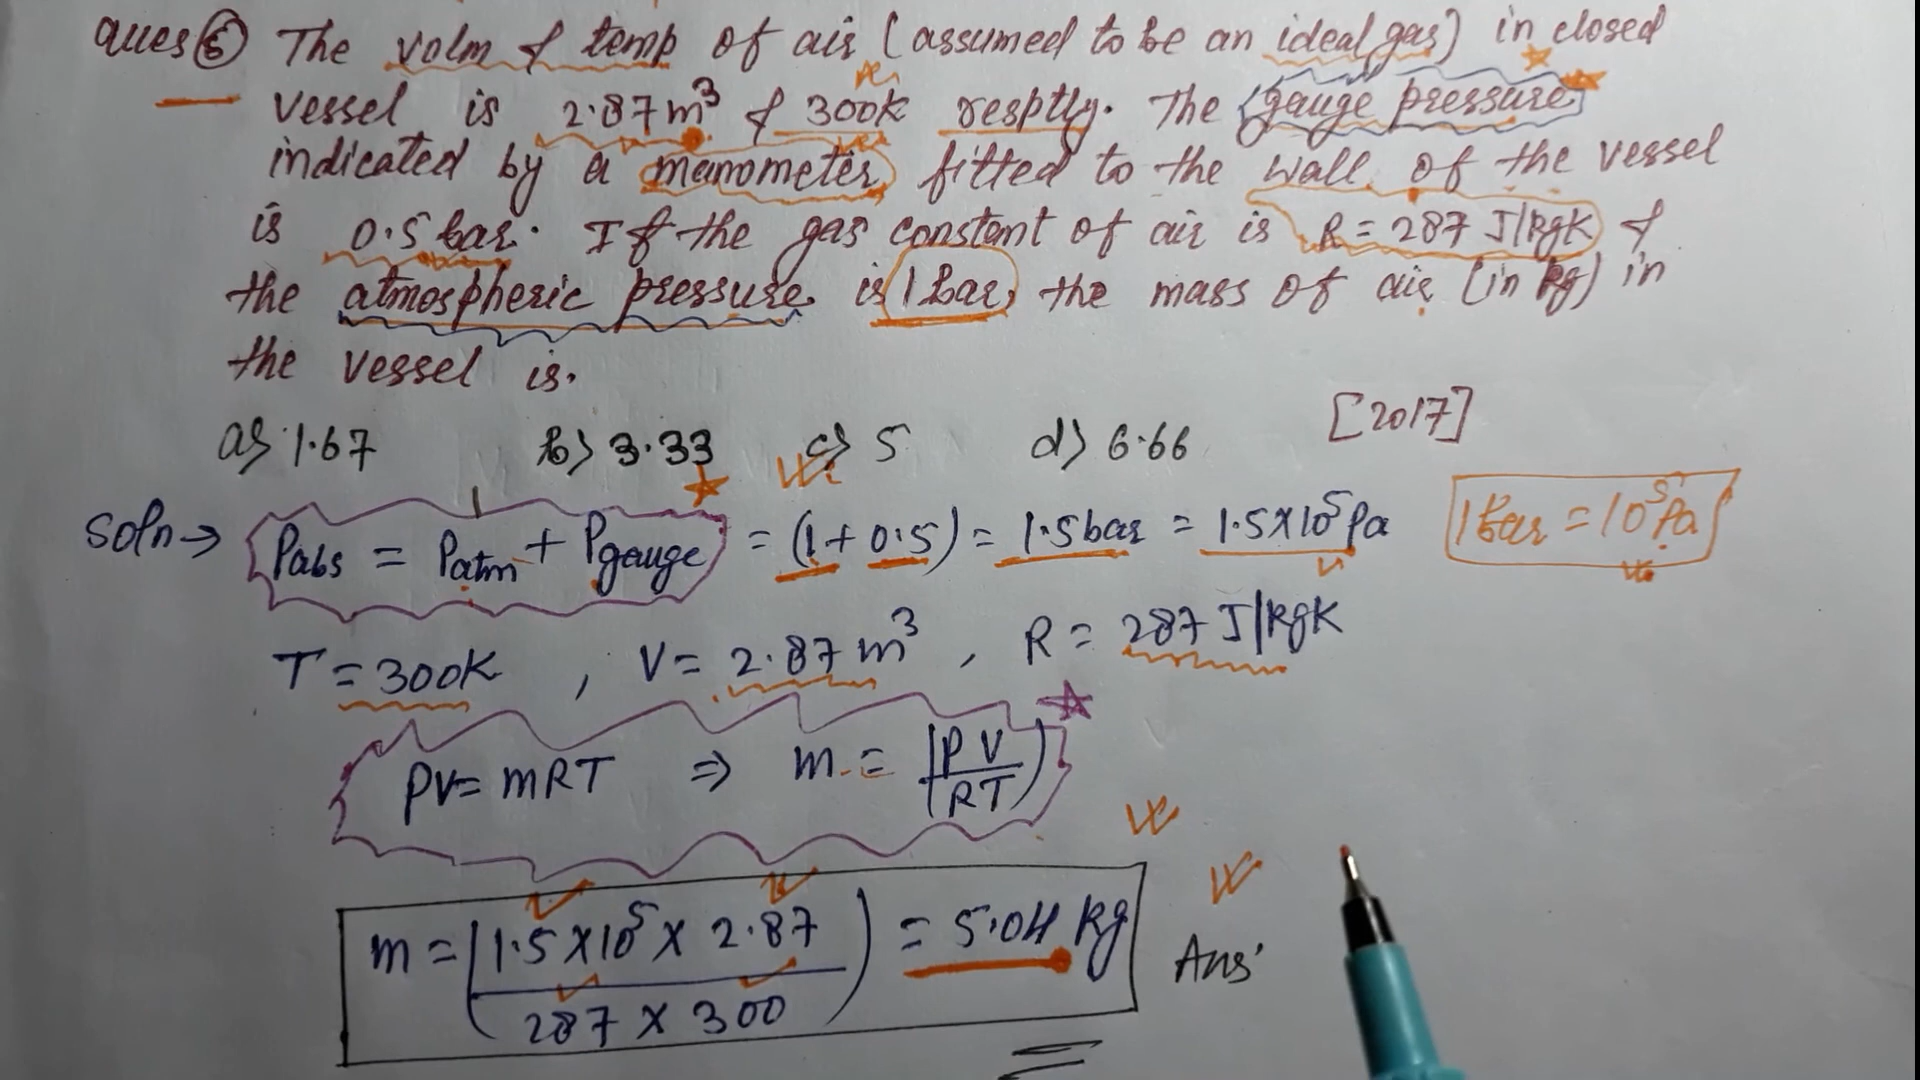 Ques 5) The volm & temp of air (assumed to be an ideal gas) in closed
vessel is 2.87m³ & 300K resptly. The gauge pressure
indicated by a manometer fitted to the wall of the vessel
is 0.5 bar. If the gas constant of air is R = 287 J/kgK &
the atmospheric pressure is 1 bar, the mass of air (in kg) in
the vessel is.
a) 1.67 b) 3.33 c) 5 d) 6.66 [2017]
Soln → Pabs = Patm + Pgauge = (1 + 0.5) = 1.5 bar = 1.5×10⁵ Pa 1 bar = 10⁵ Pa
T = 300K , V = 2.87 m³ , R = 287 J/kgK
PV = mRT ⇒ m = (PV/RT)
m = (1.5×10⁵ × 2.87 / 287 × 300) = 5.04 kg Ans.